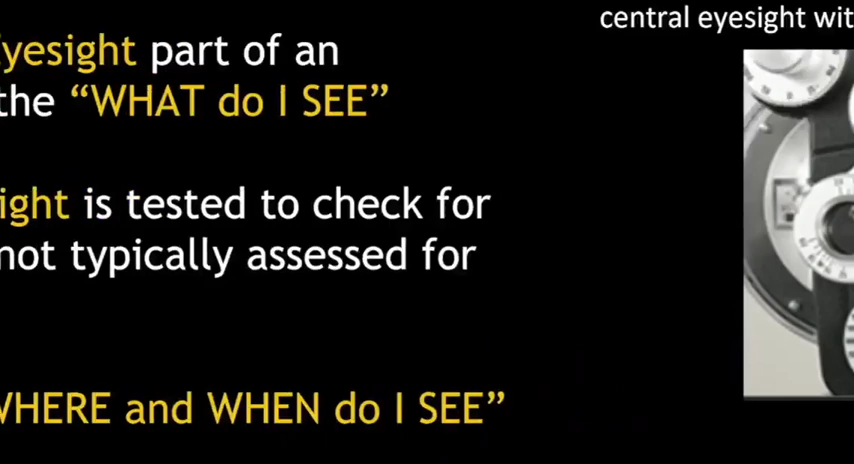 central eyesight wit
yesight part of an
the “WHAT do I SEE”
ight is tested to check for
not typically assessed for
WHERE and WHEN do I SEE”